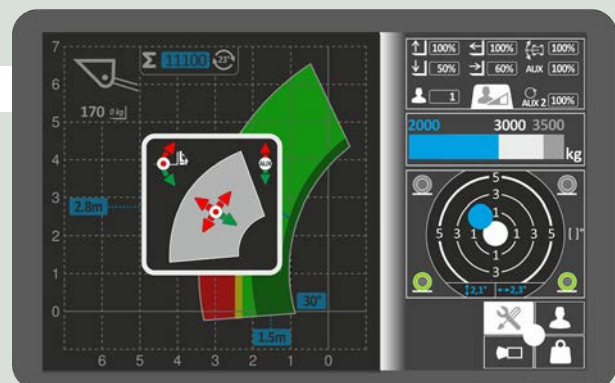 7
6
5
4
3
2
1
0
6 5 4 3 2 1 0
Σ 11100 23°
170 0 kg
AUX
2.8m
30°
1.5m
100% 100% 100%
50% 60% AUX 100%
1 AUX 2 100%
2000 3000 3500
kg
5
3
1
5 3 1 1 3 5 [ ]°
1
3
5
2,1° 2,3°